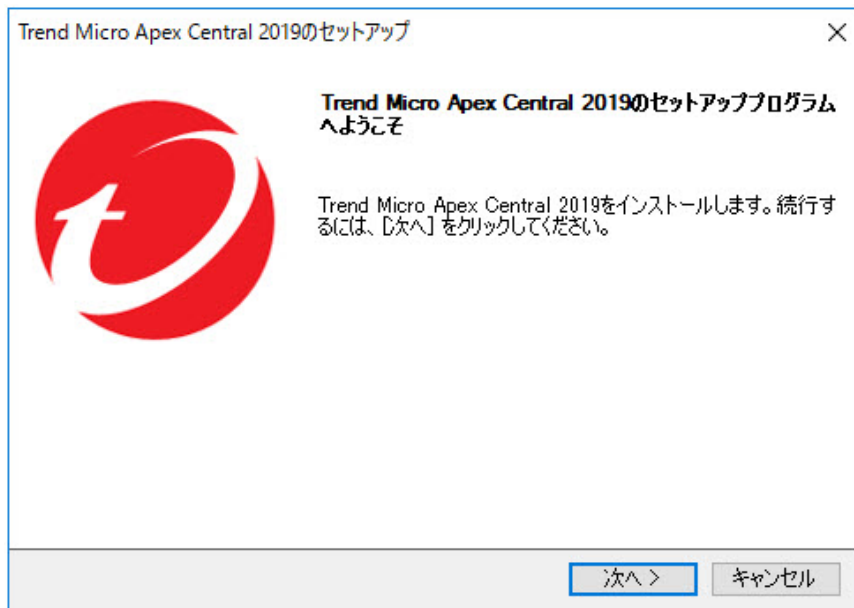 Trend Micro Apex Central 2019のセットアップ
Trend Micro Apex Central 2019のセットアッププログラム
へようこそ
Trend Micro Apex Central 2019をインストールします。続行す
るには、[次へ] をクリックしてください。
次へ >
キャンセル